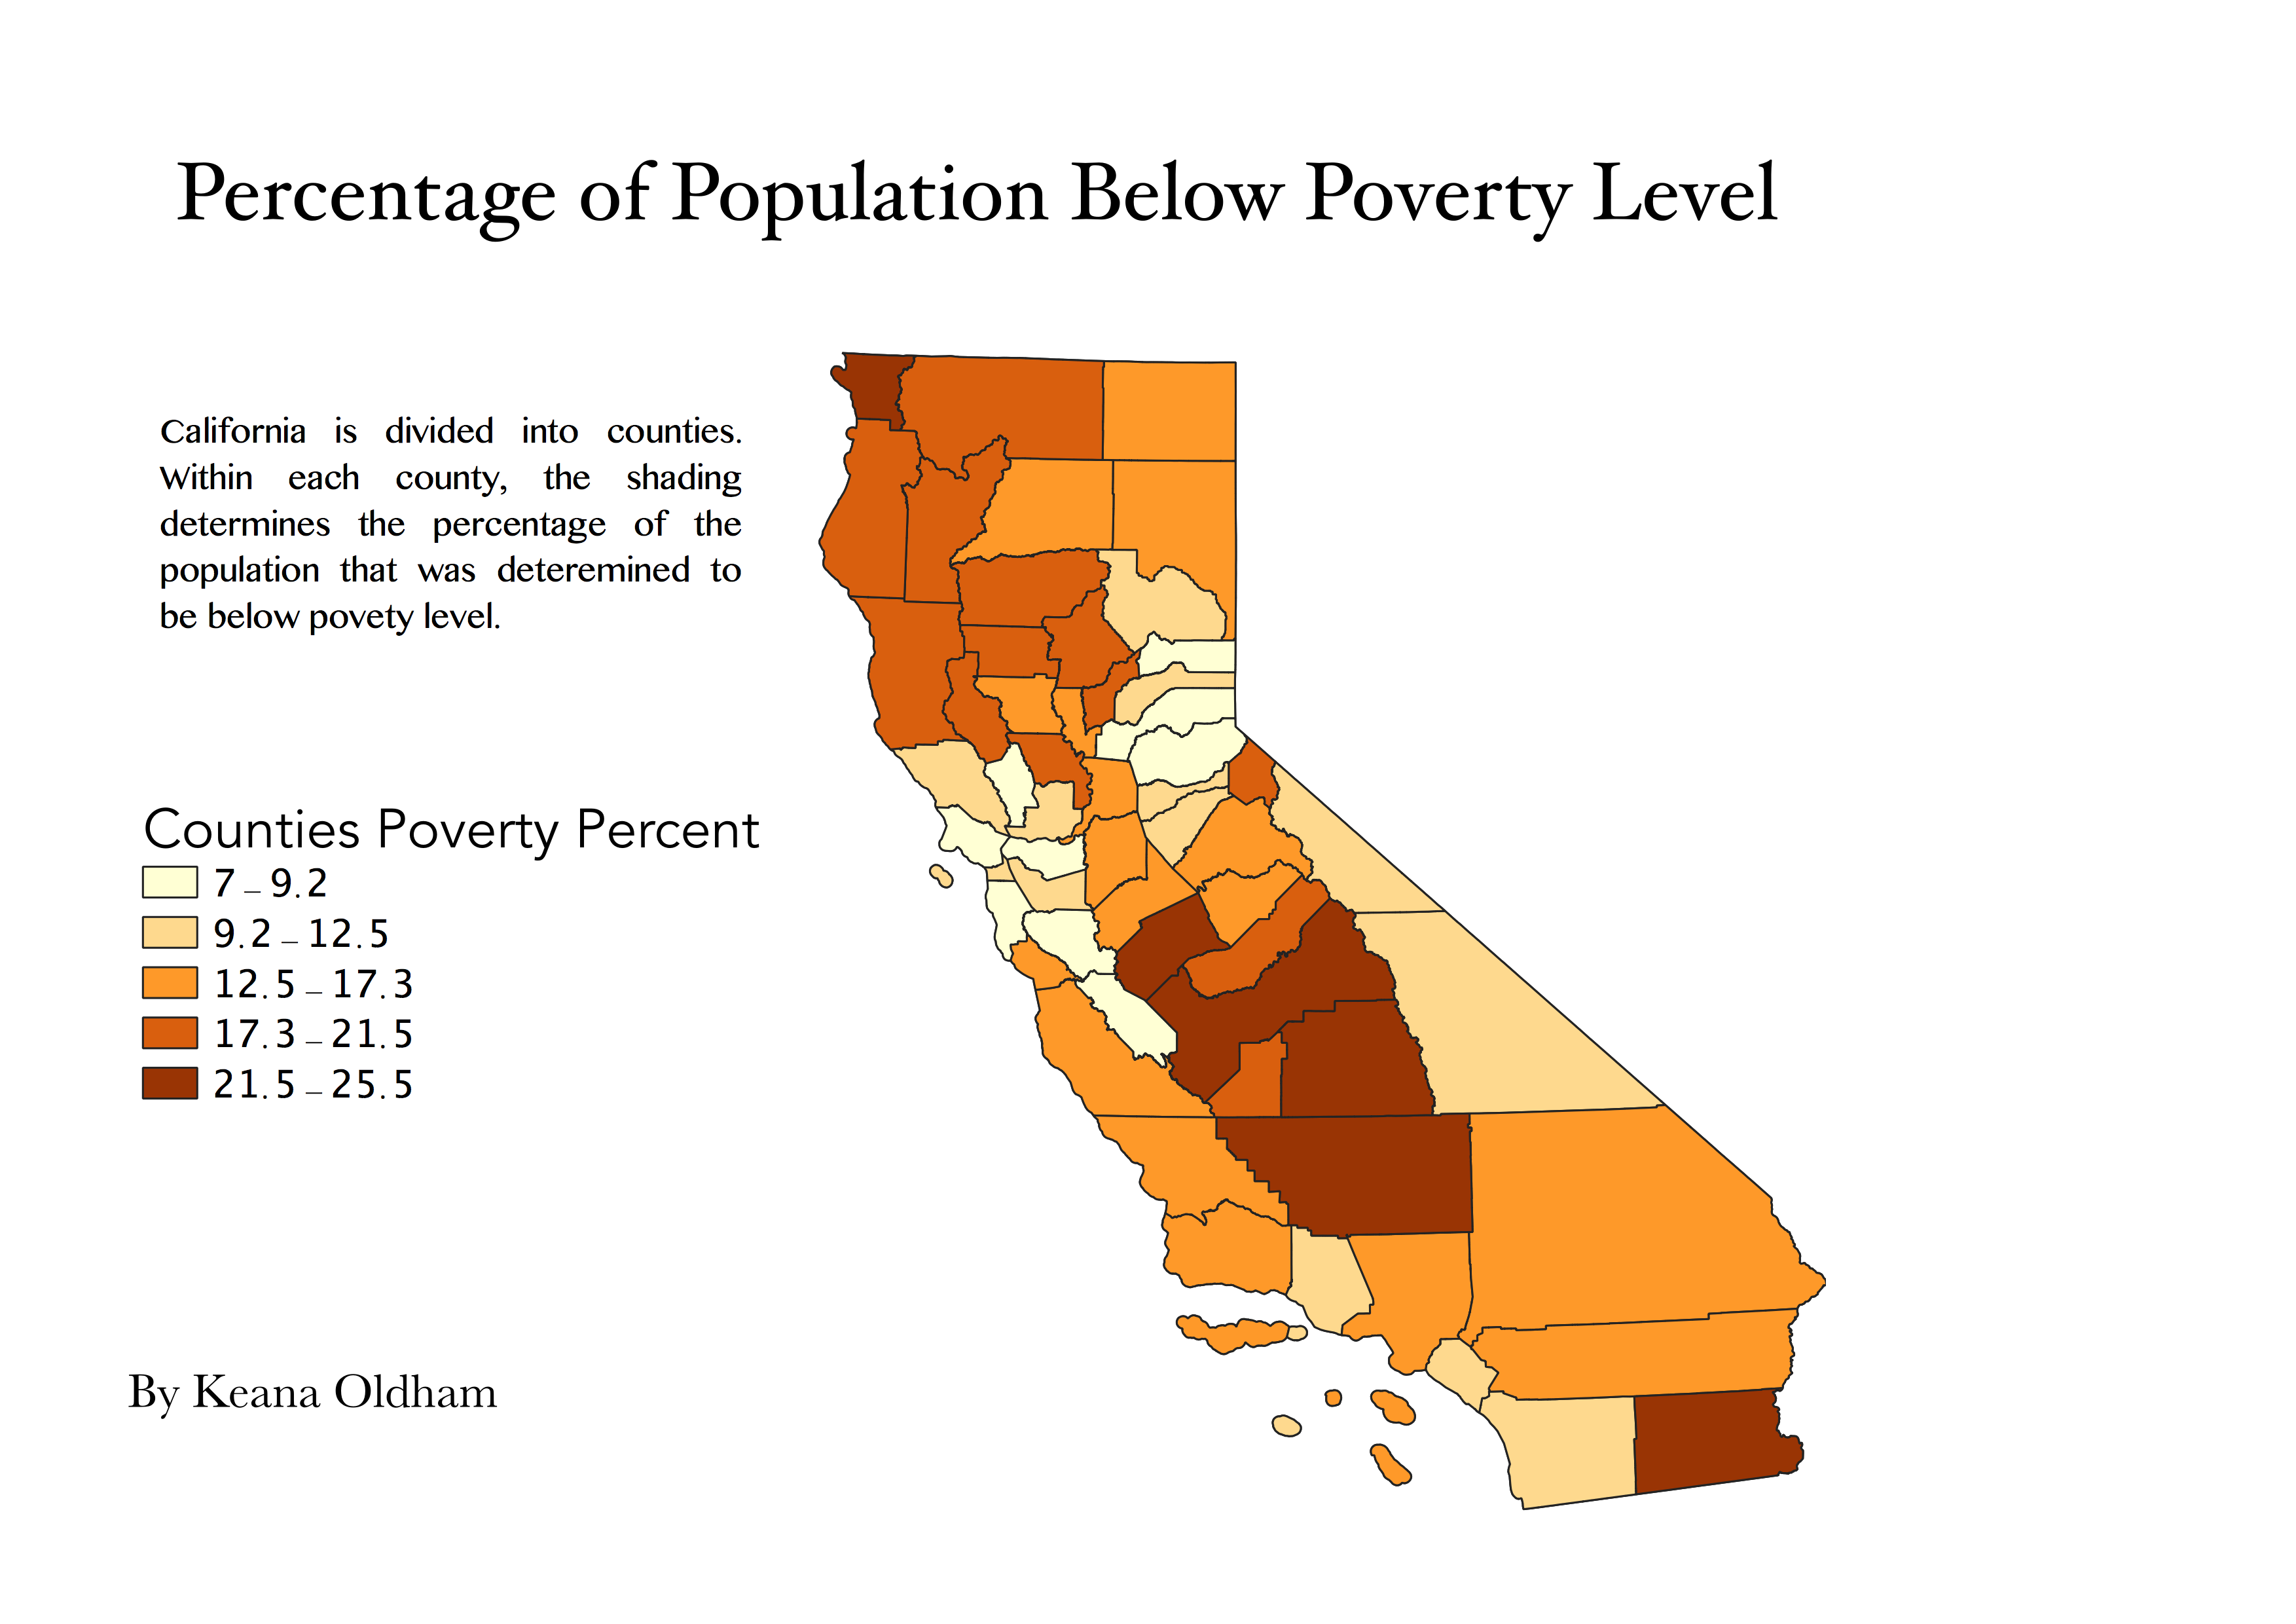 Percentage of Population Below Poverty Level
California is divided into counties.
Within each county, the shading
determines the percentage of the
population that was deteremined to
be below povety level.
Counties Poverty Percent
7 – 9.2
9.2 – 12.5
12.5 – 17.3
17.3 – 21.5
21.5 – 25.5
By Keana Oldham